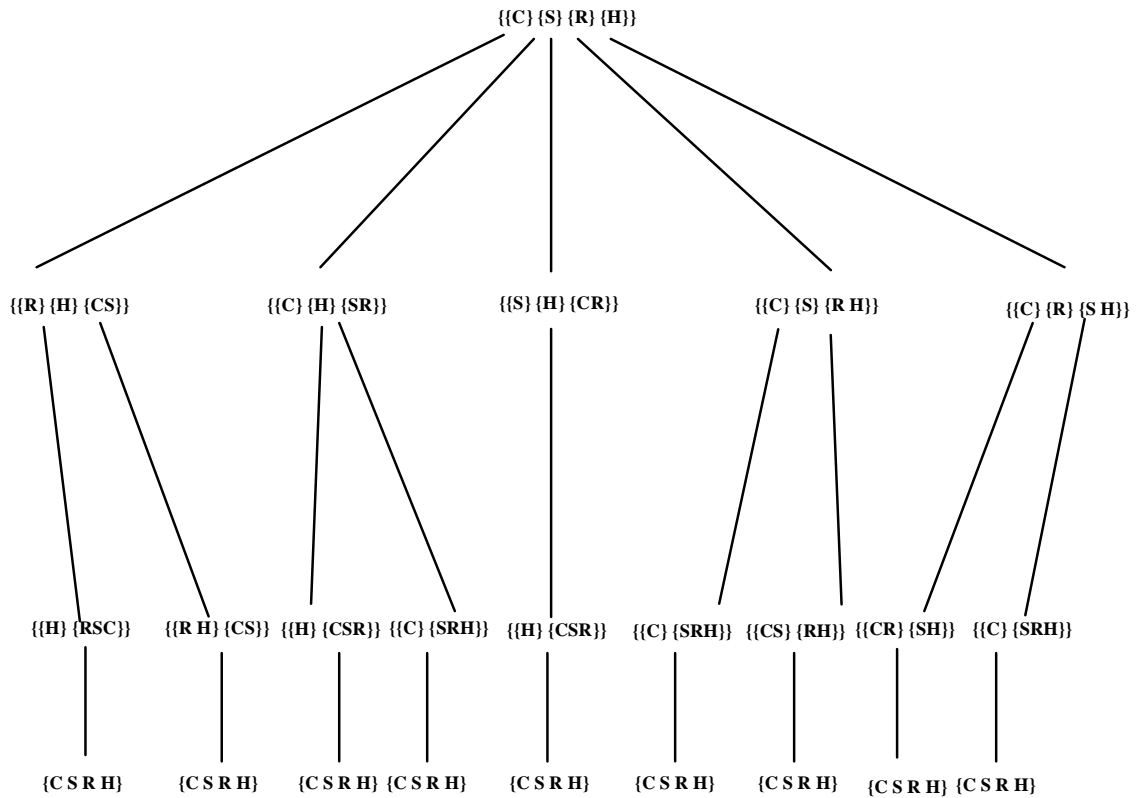 {{C} {S} {R} {H}}
{{R} {H} {CS}} {{C} {H} {SR}} {{S} {H} {CR}} {{C} {S} {R H}} {{C} {R} {S H}}
{{H} {RSC}} {{R H} {CS}} {{H} {CSR}} {{C} {SRH}} {{H} {CSR}} {{C} {SRH}} {{CS} {RH}} {{CR} {SH}} {{C} {SRH}}
{C S R H} {C S R H} {C S R H} {C S R H} {C S R H} {C S R H} {C S R H} {C S R H} {C S R H}